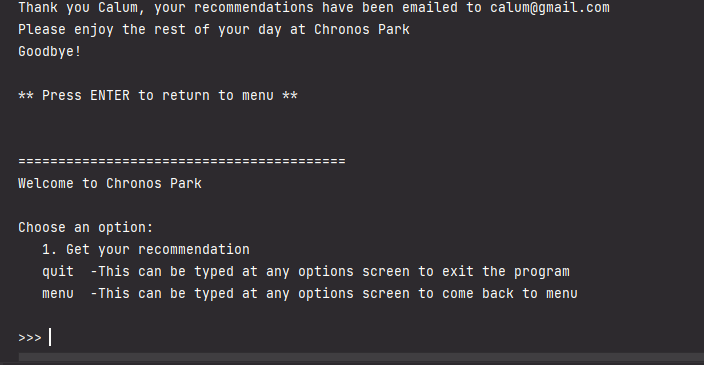 Thank you Calum, your recommendations have been emailed to calum@gmail.com
Please enjoy the rest of your day at Chronos Park
Goodbye!
** Press ENTER to return to menu **
=========================================
Welcome to Chronos Park
Choose an option:
1. Get your recommendation
quit  -This can be typed at any options screen to exit the program
menu  -This can be typed at any options screen to come back to menu
>>>